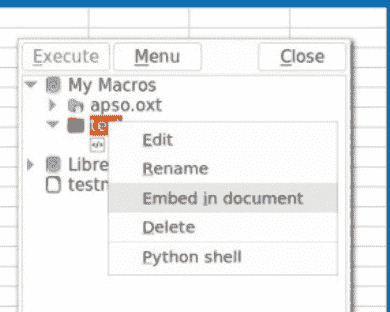 Execute Menu Close
My Macros
apso.oxt
Edit
Rename
Embed in document
Delete
Python shell